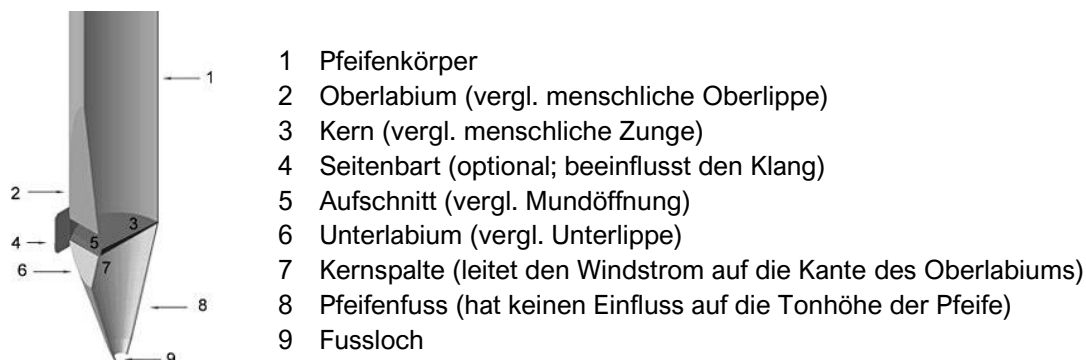 1
2
3
4
5
6
7
8
9
1 Pfeifenkörper
2 Oberlabium (vergl. menschliche Oberlippe)
3 Kern (vergl. menschliche Zunge)
4 Seitenbart (optional; beeinflusst den Klang)
5 Aufschnitt (vergl. Mundöffnung)
6 Unterlabium (vergl. Unterlippe)
7 Kernspalte (leitet den Windstrom auf die Kante des Oberlabiums)
8 Pfeifenfuss (hat keinen Einfluss auf die Tonhöhe der Pfeife)
9 Fussloch